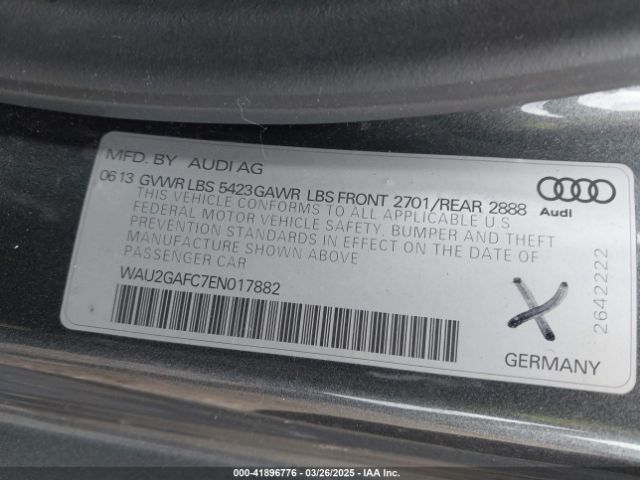 MFD. BY AUDI AG
0613 GVWR LBS 5423 GAWR LBS FRONT 2701/REAR 2888
THIS VEHICLE CONFORMS TO ALL APPLICABLE U S
FEDERAL MOTOR VEHICLE SAFETY, BUMPER AND THEFT
PREVENTION STANDARDS IN EFFECT ON THE DATE OF
MANUFACTURE SHOWN ABOVE
PASSENGER CAR
WAU2GAFC7EN017882
Audi
2642222
GERMANY
000-41896776 | 03/26/2025 | IAA Inc.